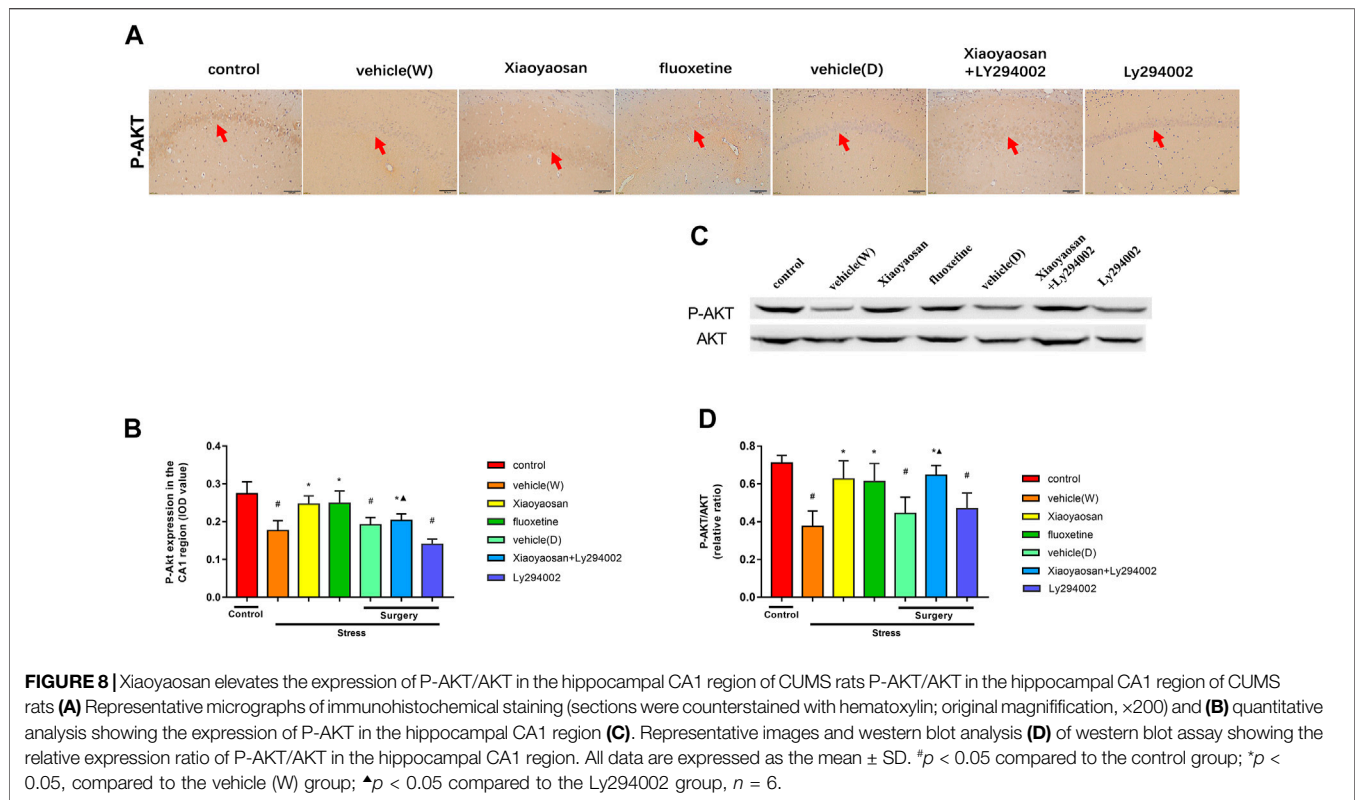 A
control
vehicle(W)
Xiaoyaosan
fluoxetine
vehicle(D)
Xiaoyaosan
+LY294002
Ly294002
P-AKT
C
control
vehicle(W)
Xiaoyaosan
fluoxetine
vehicle(D)
Xiaoyaosan
+Ly294002
Ly294002
P-AKT
AKT
B
P-Akt expression in the
CA1 region (IOD value)
0.4
0.3
0.2
0.1
0.0
#
*
*
#
*▲
#
Control
Surgery
Stress
control
vehicle(W)
Xiaoyaosan
fluoxetine
vehicle(D)
Xiaoyaosan+Ly294002
Ly294002
D
P-AKT/AKT
(relative ratio)
0.8
0.6
0.4
0.2
0.0
#
*
*
#
*▲
#
Control
Surgery
Stress
control
vehicle(W)
Xiaoyaosan
fluoxetine
vehicle(D)
Xiaoyaosan+Ly294002
Ly294002
FIGURE 8 | Xiaoyaosan elevates the expression of P-AKT/AKT in the hippocampal CA1 region of CUMS rats P-AKT/AKT in the hippocampal CA1 region of CUMS
rats (A) Representative micrographs of immunohistochemical staining (sections were counterstained with hematoxylin; original magnifification, ×200) and (B) quantitative
analysis showing the expression of P-AKT in the hippocampal CA1 region (C). Representative images and western blot analysis (D) of western blot assay showing the
relative expression ratio of P-AKT/AKT in the hippocampal CA1 region. All data are expressed as the mean ± SD. #p < 0.05 compared to the control group; *p <
0.05, compared to the vehicle (W) group; ▲p < 0.05 compared to the Ly294002 group, n = 6.